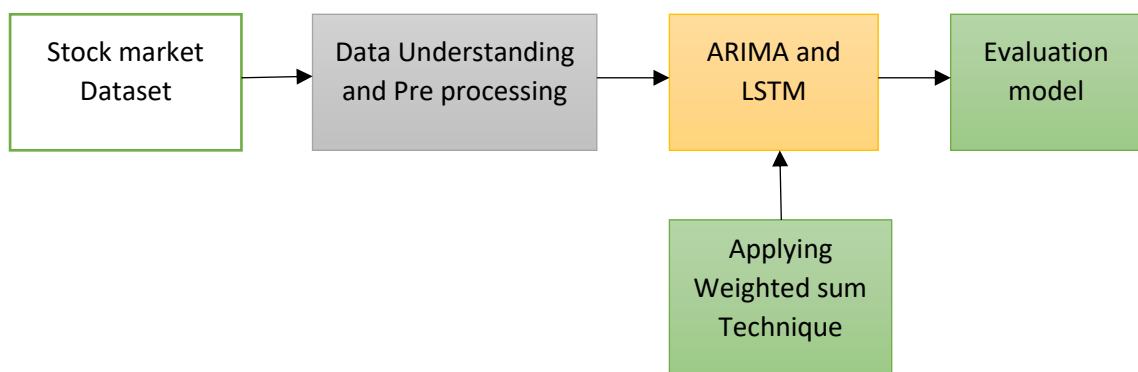 Stock market
Dataset
Data Understanding
and Pre processing
ARIMA and
LSTM
Evaluation
model
Applying
Weighted sum
Technique